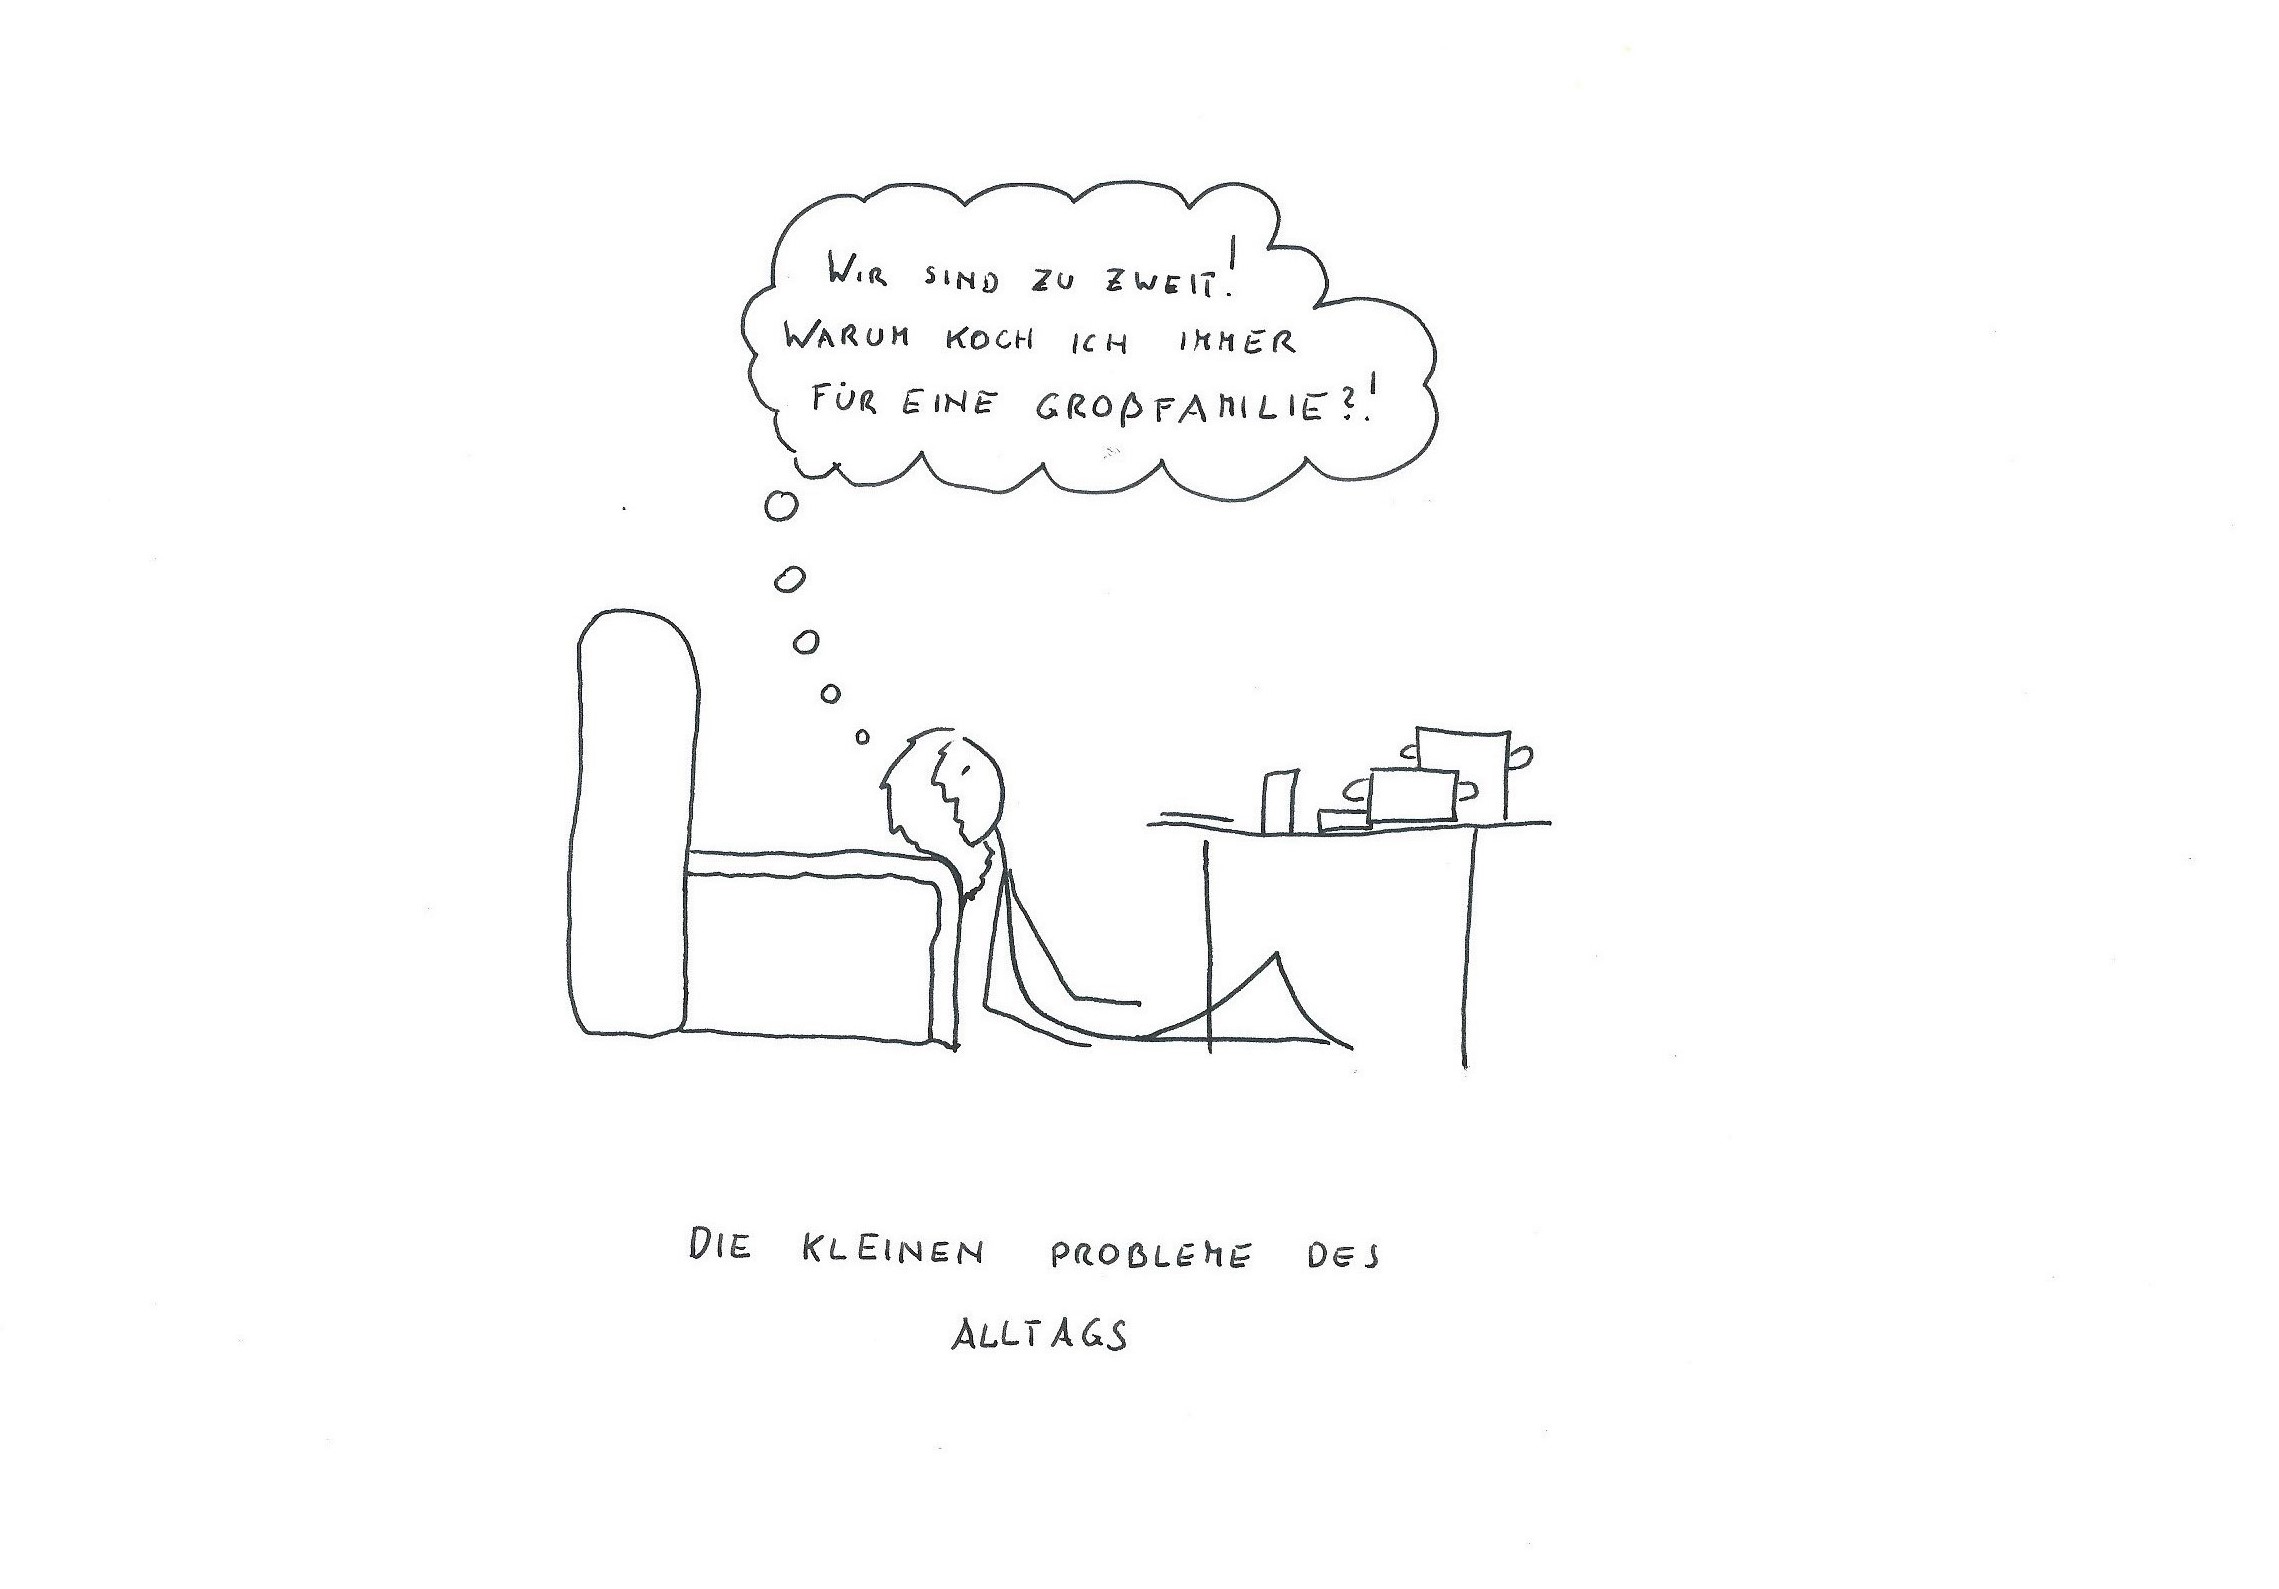 WIR SIND ZU ZWEIT!
WARUM KOCH ICH IMMER
FÜR EINE GROßFAMILIE?!
DIE KLEINEN PROBLEME DES
ALLTAGS